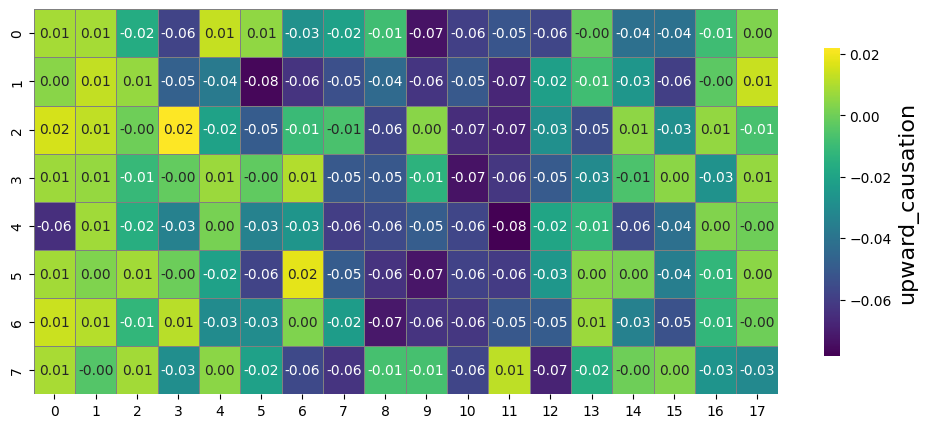 0 0.01 0.01 -0.02 -0.06 0.01 0.01 -0.03 -0.02 -0.01 -0.07 -0.06 -0.05 -0.06 -0.00 -0.04 -0.04 -0.01 0.00
1 0.00 0.01 0.01 -0.05 -0.04 -0.08 -0.06 -0.05 -0.04 -0.06 -0.05 -0.07 -0.02 -0.01 -0.03 -0.06 -0.00 0.01
2 0.02 0.01 -0.00 0.02 -0.02 -0.05 -0.01 -0.01 -0.06 0.00 -0.07 -0.07 -0.03 -0.05 0.01 -0.03 0.01 -0.01
3 0.01 0.01 -0.01 -0.00 0.01 -0.00 0.01 -0.05 -0.05 -0.01 -0.07 -0.06 -0.05 -0.03 -0.01 0.00 -0.03 0.01
4 -0.06 0.01 -0.02 -0.03 0.00 -0.03 -0.03 -0.06 -0.06 -0.05 -0.06 -0.08 -0.02 -0.01 -0.06 -0.04 0.00 -0.00
5 0.01 0.00 0.01 -0.00 -0.02 -0.06 0.02 -0.05 -0.06 -0.07 -0.06 -0.06 -0.03 0.00 0.00 -0.04 -0.01 0.00
6 0.01 0.01 -0.01 0.01 -0.03 -0.03 0.00 -0.02 -0.07 -0.06 -0.06 -0.05 -0.05 0.01 -0.03 -0.05 -0.01 -0.00
7 0.01 -0.00 0.01 -0.03 0.00 -0.02 -0.06 -0.06 -0.01 -0.01 -0.06 0.01 -0.07 -0.02 -0.00 0.00 -0.03 -0.03
0 1 2 3 4 5 6 7 8 9 10 11 12 13 14 15 16 17
0.02
0.00
−0.02
−0.04
−0.06
upward_causation